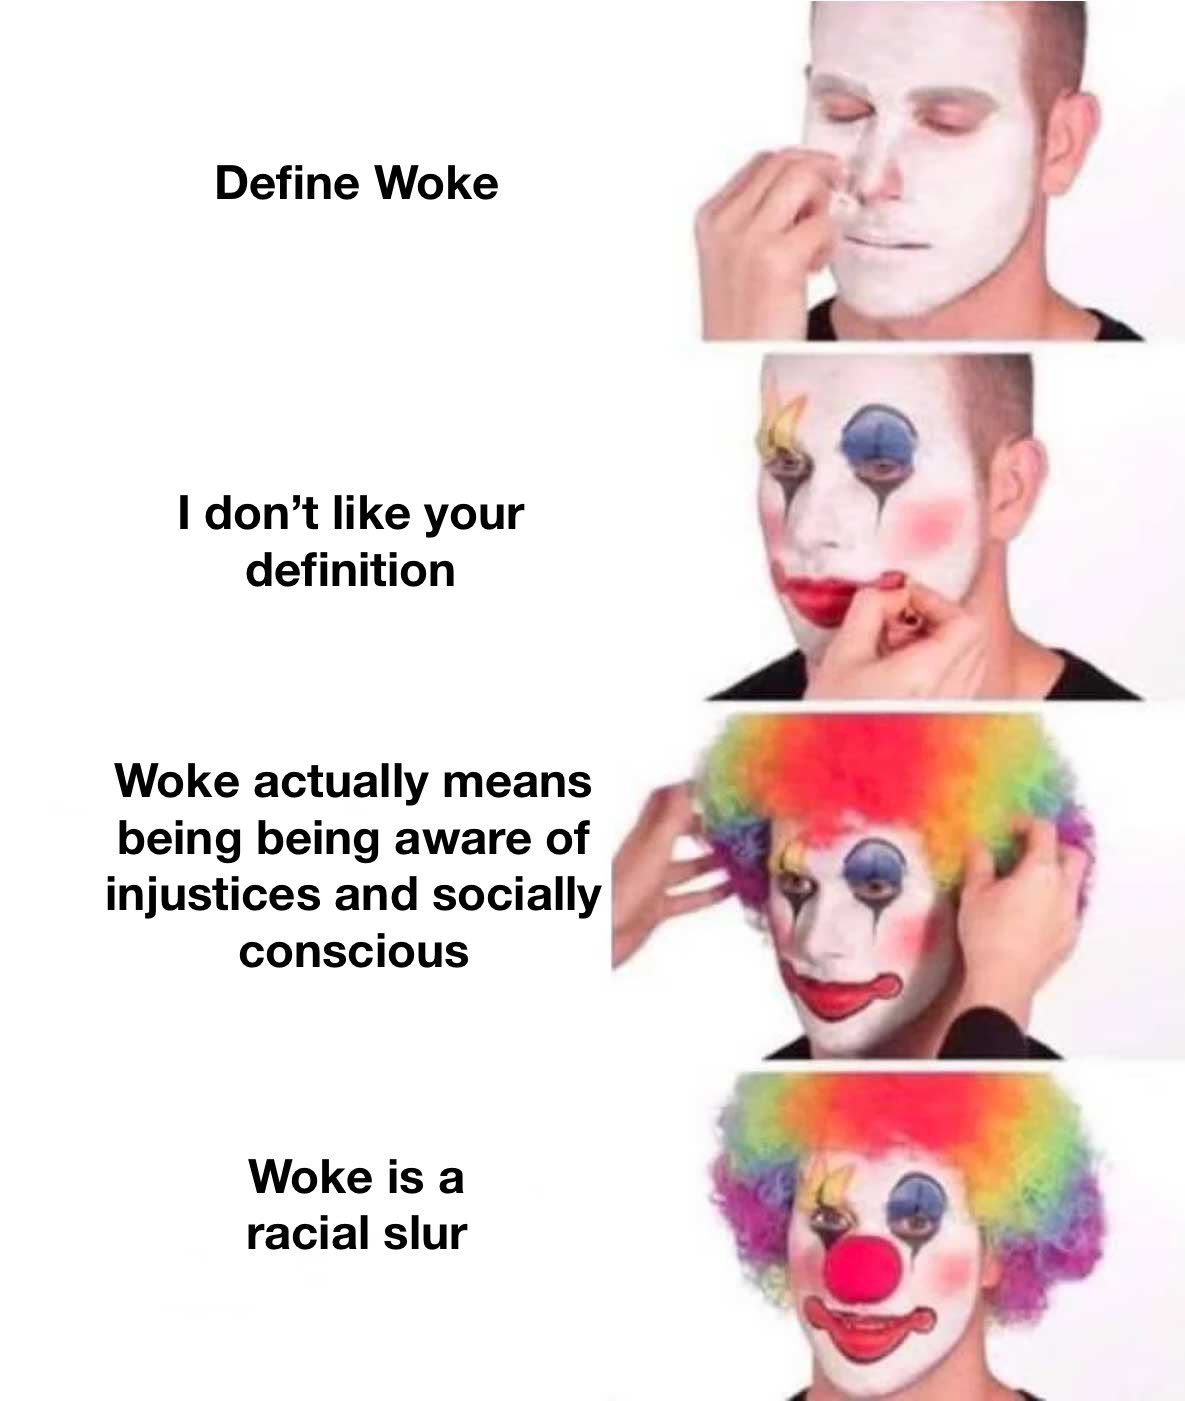 Define Woke
I don’t like your
definition
Woke actually means
being being aware of
injustices and socially
conscious
Woke is a
racial slur